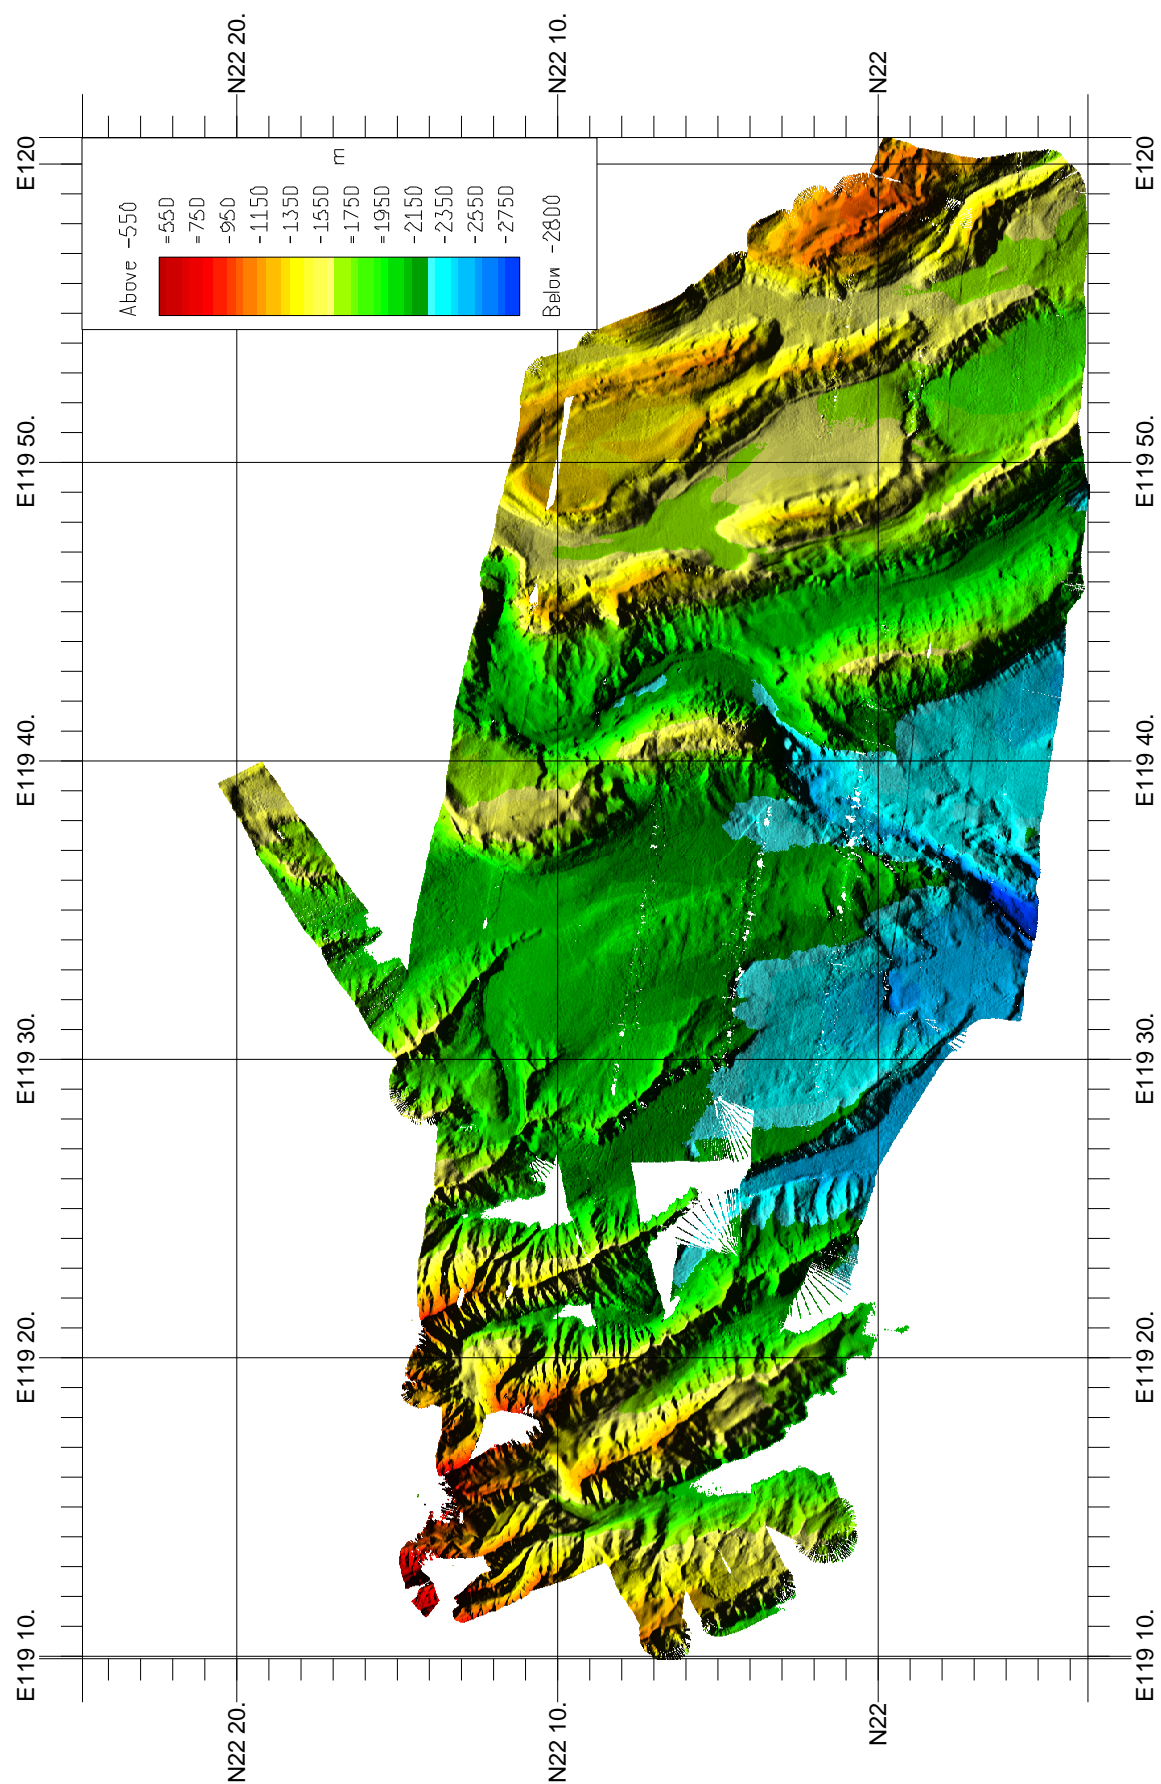 N22 20.
N22 10.
N22
E120
E119 50.
E119 40.
E119 30.
E119 20.
E119 10.
Above -550
=550
-750
-950
-1150
-1350
-1550
=1750
=1950
-2150
-2350
-2550
-2750
Below -2800
m
E120
E119 50.
E119 40.
E119 30.
E119 20.
E119 10.
N22 20.
N22 10.
N22